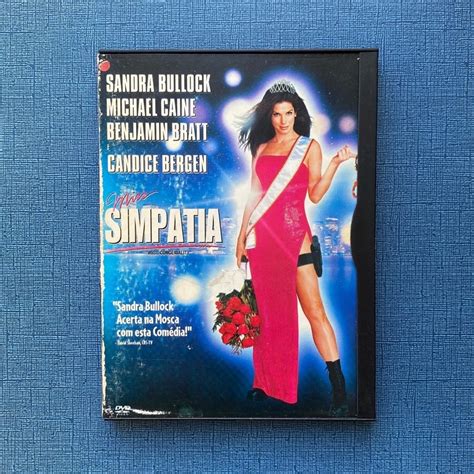 SANDRA BULLOCK
MICHAEL CAINE
BENJAMIN BRATT
CANDICE BERGEN
Miss
SIMPATIA
"Sandra Bullock
Acerta na Mosca
com esta Comédia!"
DVD